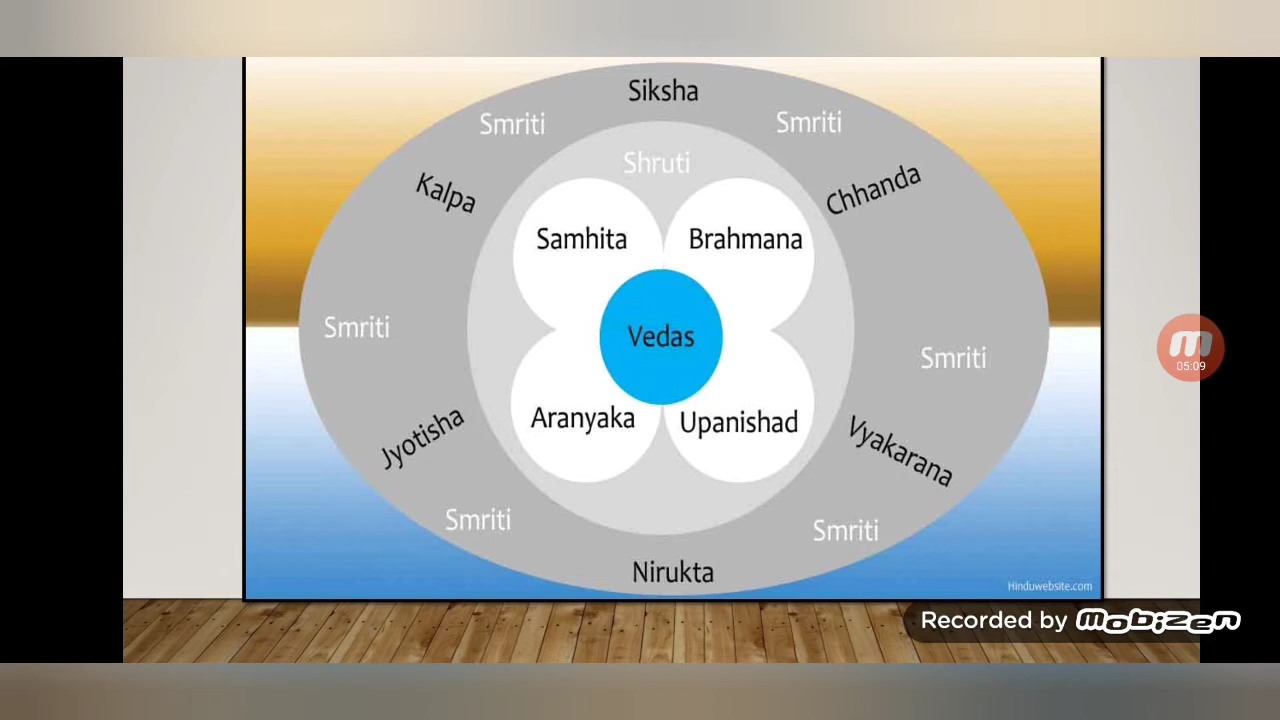 Siksha
Smriti
Smriti
Shruti
Kalpa
Chhanda
Samhita
Brahmana
Smriti
Vedas
M
05:09
Smriti
Aranyaka
Upanishad
Jyotisha
Vyakarana
Smriti
Smriti
Nirukta
Hinduwebsite.com
Recorded by mobizen